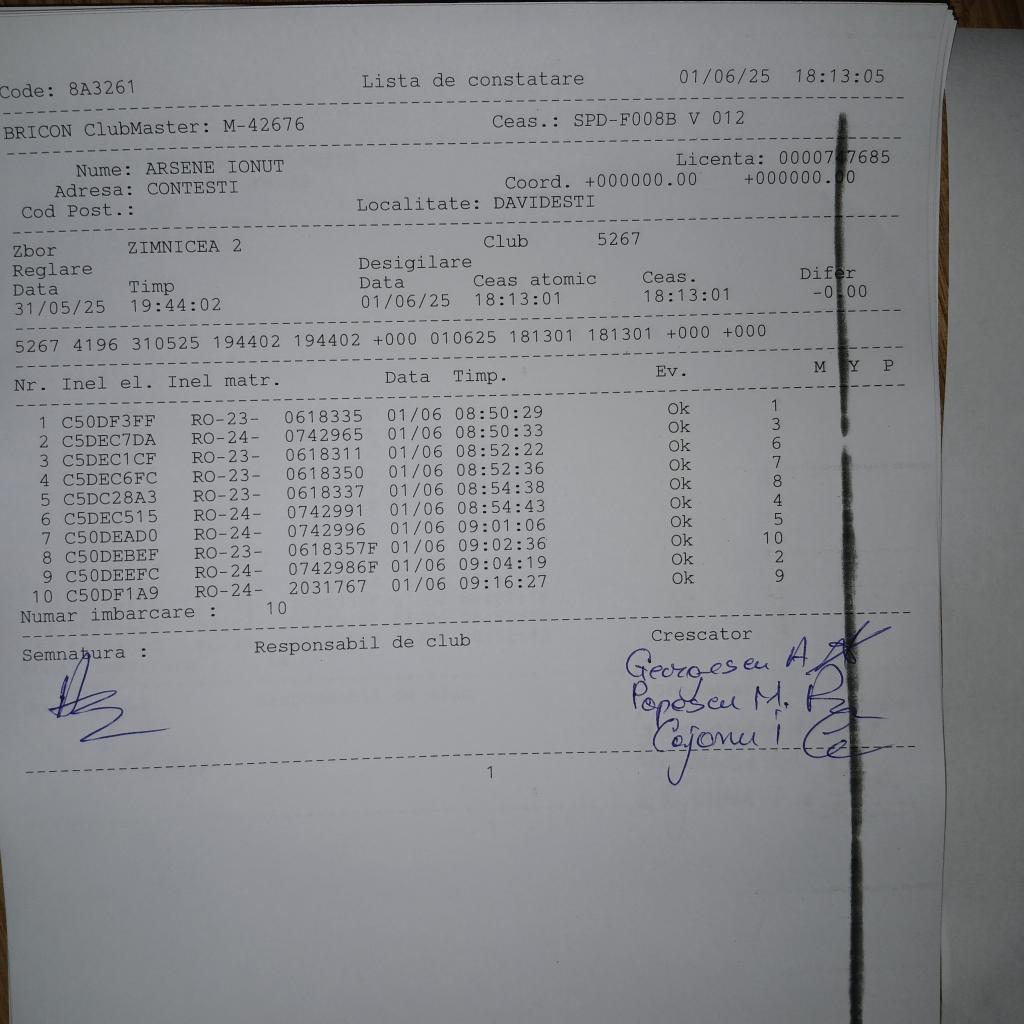 Code: 8A3261 Lista de constatare 01/06/25 18:13:05
BRICON ClubMaster: M-42676 Ceas.: SPD-F008B V 012
Nume: ARSENE IONUT Licenta: 0000747685
Adresa: CONTESTI Coord. +000000.00 +000000.00
Cod Post.: Localitate: DAVIDESTI
Zbor ZIMNICEA 2 Club 5267
Reglare Desigilare
Data Timp Data Ceas atomic Ceas. Difer
31/05/25 19:44:02 01/06/25 18:13:01 18:13:01 -0.00
5267 4196 310525 194402 194402 +000 010625 181301 181301 +000 +000
Nr. Inel el. Inel matr. Data Timp. Ev. M Y P
1 C50DF3FF RO-23- 0618335 01/06 08:50:29 Ok 1
2 C5DEC7DA RO-24- 0742965 01/06 08:50:33 Ok 3
3 C5DEC1CF RO-23- 0618311 01/06 08:52:22 Ok 6
4 C5DEC6FC RO-23- 0618350 01/06 08:52:36 Ok 7
5 C5DC28A3 RO-23- 0618337 01/06 08:54:38 Ok 8
6 C5DEC515 RO-24- 0742991 01/06 08:54:43 Ok 4
7 C50DEAD0 RO-24- 0742996 01/06 09:01:06 Ok 5
8 C50DEBEF RO-23- 0618357F 01/06 09:02:36 Ok 10
9 C50DEEFC RO-24- 0742986F 01/06 09:04:19 Ok 2
10 C50DF1A9 RO-24- 2031767 01/06 09:16:27 Ok 9
Numar imbarcare : 10
Semnatura : Responsabil de club Crescator
Georgescu A
Popescu M.
Cojonu I
1